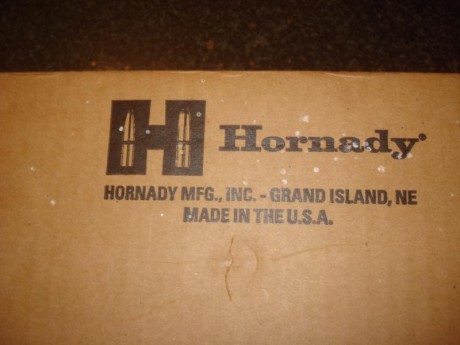 H Hornady®
HORNADY MFG., INC. - GRAND ISLAND, NE
MADE IN THE U.S.A.